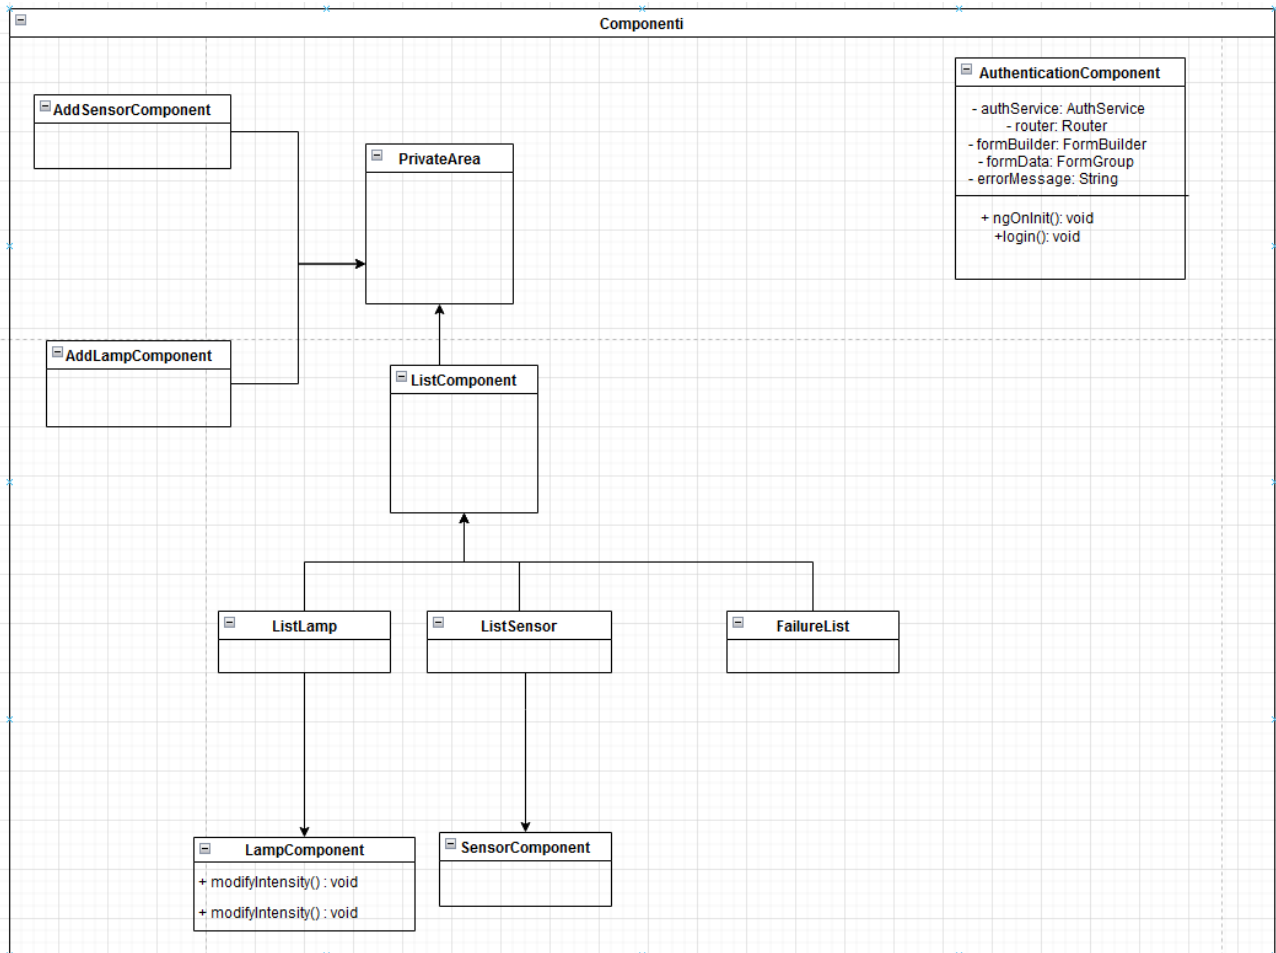 Componenti
AuthenticationComponent
- authService: AuthService
- router: Router
- formBuilder: FormBuilder
- formData: FormGroup
- errorMessage: String
+ ngOnInit(): void
+login(): void
AddSensorComponent
PrivateArea
AddLampComponent
ListComponent
ListLamp
ListSensor
FailureList
LampComponent
+ modifyIntensity() : void
+ modifyIntensity() : void
SensorComponent